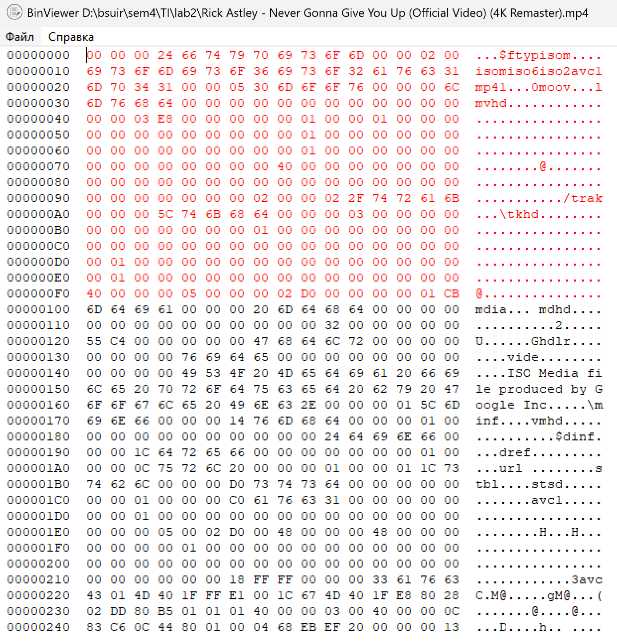 BinViewer D:\bsuir\sem4\TI\lab2\Rick Astley - Never Gonna Give You Up (Official Video) (4K Remaster).mp4
Файл Справка
00000000 00 00 00 24 66 74 79 70 69 73 6F 6D 00 00 02 00 ...$ftypisom....
00000010 69 73 6F 6D 69 73 6F 36 69 73 6F 32 61 76 63 31 isomiso6iso2avc1
00000020 6D 70 34 31 00 00 05 30 6D 6F 6F 76 00 00 00 6C mp41...0moov...l
00000030 6D 76 68 64 00 00 00 00 00 00 00 00 00 00 00 00 mvhd............
00000040 00 00 03 E8 00 00 00 00 00 01 00 00 01 00 00 00 ................
00000050 00 00 00 00 00 00 00 00 00 01 00 00 00 00 00 00 ................
00000060 00 00 00 00 00 00 00 00 00 01 00 00 00 00 00 00 ................
00000070 00 00 00 00 00 00 00 00 40 00 00 00 00 00 00 00 ........@.......
00000080 00 00 00 00 00 00 00 00 00 00 00 00 00 00 00 00 ................
00000090 00 00 00 00 00 00 00 02 00 00 02 2F 74 72 61 6B .........../trak
000000A0 00 00 00 5C 74 6B 68 64 00 00 00 03 00 00 00 00 ...\tkhd........
000000B0 00 00 00 00 00 00 00 01 00 00 00 00 00 00 00 00 ................
000000C0 00 00 00 00 00 00 00 00 00 00 00 00 00 00 00 00 ................
000000D0 00 01 00 00 00 00 00 00 00 00 00 00 00 00 00 00 ................
000000E0 00 01 00 00 00 00 00 00 00 00 00 00 00 00 00 00 ................
000000F0 40 00 00 00 05 00 00 00 02 D0 00 00 00 00 01 CB @...............
00000100 6D 64 69 61 00 00 00 20 6D 64 68 64 00 00 00 00 mdia... mdhd....
00000110 00 00 00 00 00 00 00 00 00 00 32 00 00 00 00 00 ..........2.....
00000120 55 C4 00 00 00 00 00 47 68 64 6C 72 00 00 00 00 U......Ghdlr....
00000130 00 00 00 00 76 69 64 65 00 00 00 00 00 00 00 00 ....vide........
00000140 00 00 00 00 49 53 4F 20 4D 65 64 69 61 20 66 69 ....ISO Media fi
00000150 6C 65 20 70 72 6F 64 75 63 65 64 20 62 79 20 47 le produced by G
00000160 6F 6F 67 6C 65 20 49 6E 63 2E 00 00 00 01 5C 6D oogle Inc.....\m
00000170 69 6E 66 00 00 00 14 76 6D 68 64 00 00 00 01 00 inf....vmhd.....
00000180 00 00 00 00 00 00 00 00 00 00 24 64 69 6E 66 00 ..........$dinf.
00000190 00 00 1C 64 72 65 66 00 00 00 00 00 00 00 01 00 ...dref.........
000001A0 00 00 0C 75 72 6C 20 00 00 00 01 00 00 01 1C 73 ...url ........s
000001B0 74 62 6C 00 00 00 D0 73 74 73 64 00 00 00 00 00 tbl....stsd.....
000001C0 00 00 01 00 00 00 C0 61 76 63 31 00 00 00 00 00 .......avc1.....
000001D0 00 00 01 00 00 00 00 00 00 00 00 00 00 00 00 00 ................
000001E0 00 00 00 05 00 02 D0 00 48 00 00 00 48 00 00 00 ........H...H...
000001F0 00 00 00 00 01 00 00 00 00 00 00 00 00 00 00 00 ................
00000200 00 00 00 00 00 00 00 00 00 00 00 00 00 00 00 00 ................
00000210 00 00 00 00 00 00 18 FF FF 00 00 00 33 61 76 63 ............3avc
00000220 43 01 4D 40 1F FF E1 00 1C 67 4D 40 1F E8 80 28 C.M@.....gM@...(
00000230 02 DD 80 B5 01 01 01 40 00 00 03 00 40 00 00 0C .......@....@...
00000240 83 C6 0C 44 80 01 00 04 68 EB EF 20 00 00 00 13 ...D....h.. ....